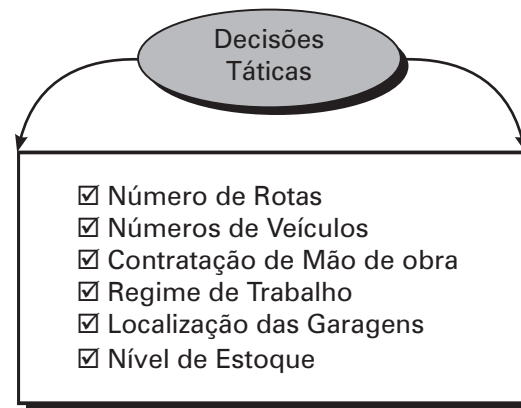 Decisões
Táticas
☑ Número de Rotas
☑ Números de Veículos
☑ Contratação de Mão de obra
☑ Regime de Trabalho
☑ Localização das Garagens
☑ Nível de Estoque